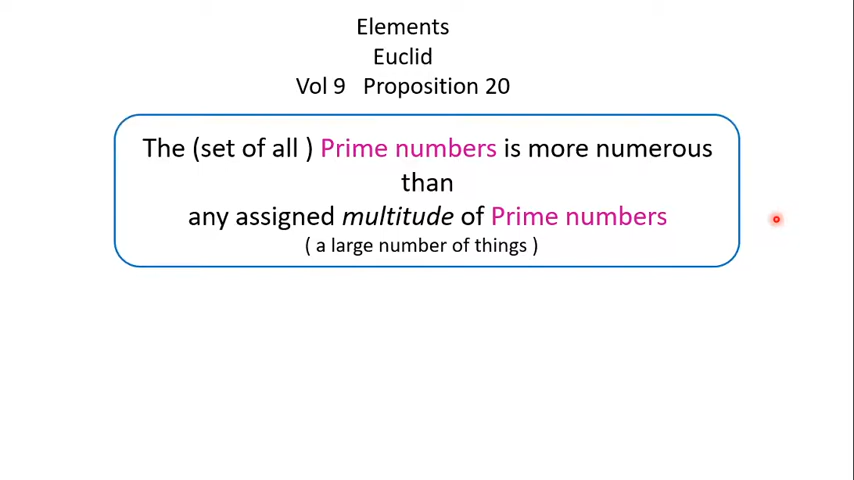 Elements
Euclid
Vol 9 Proposition 20
The (set of all ) Prime numbers is more numerous
than
any assigned multitude of Prime numbers
( a large number of things )